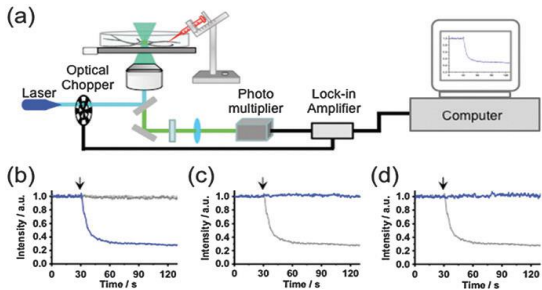 (a)
Laser
Optical
Chopper
Photo
multiplier
Lock-in
Amplifier
Computer
(b)
Intensity / a.u.
1.0
0.8
0.6
0.4
0.2
0.0
0 30 60 90 120
Time / s
(c)
Intensity / a.u.
1.0
0.8
0.6
0.4
0.2
0.0
0 30 60 90 120
Time / s
(d)
Intensity / a.u.
1.0
0.8
0.6
0.4
0.2
0.0
0 30 60 90 120
Time / s